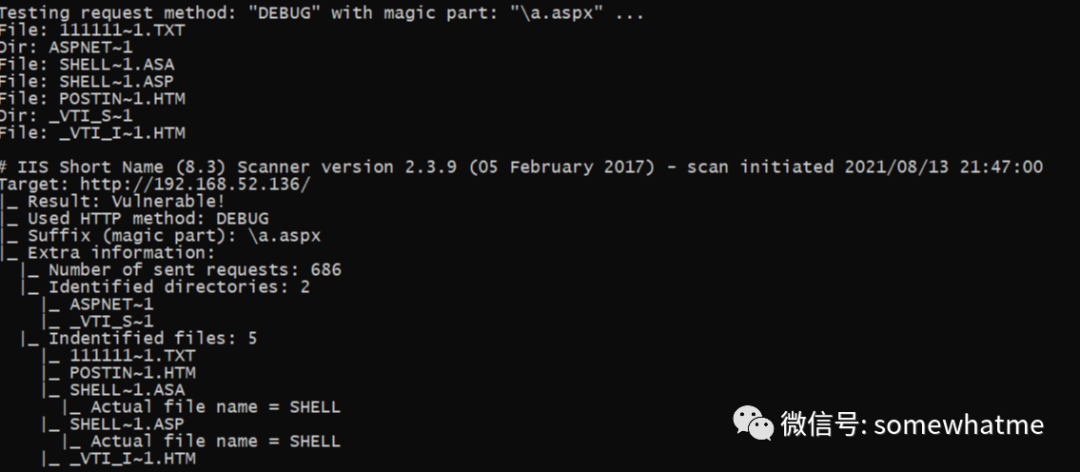 Testing request method: "DEBUG" with magic part: "\a.aspx" ...
File: 111111~1.TXT
Dir: ASPNET~1
File: SHELL~1.ASA
File: SHELL~1.ASP
File: POSTIN~1.HTM
Dir: _VTI_S~1
File: _VTI_I~1.HTM
# IIS Short Name (8.3) Scanner version 2.3.9 (05 February 2017) - scan initiated 2021/08/13 21:47:00
Target: http://192.168.52.136/
|_ Result: Vulnerable!
|_ Used HTTP method: DEBUG
|_ Suffix (magic part): \a.aspx
|_ Extra information:
|_ Number of sent requests: 686
|_ Identified directories: 2
|_ ASPNET~1
|_ _VTI_S~1
|_ Indentified files: 5
|_ 111111~1.TXT
|_ POSTIN~1.HTM
|_ SHELL~1.ASA
|_ Actual file name = SHELL
|_ SHELL~1.ASP
|_ Actual file name = SHELL
|_ _VTI_I~1.HTM
微信号: somewhatme